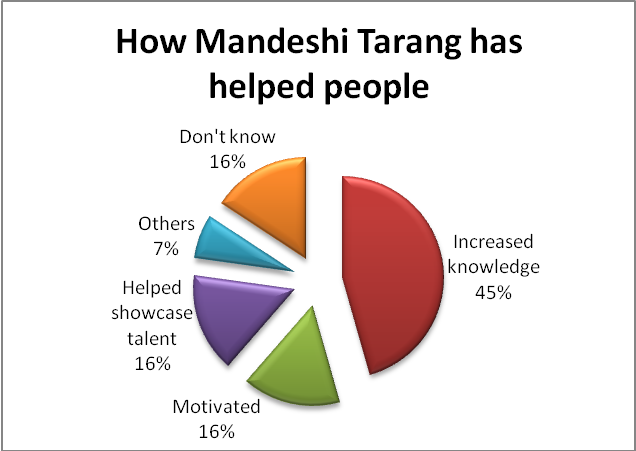 How Mandeshi Tarang has
helped people
Don't know
16%
Others
7%
Increased
knowledge
45%
Helped
showcase
talent
16%
Motivated
16%